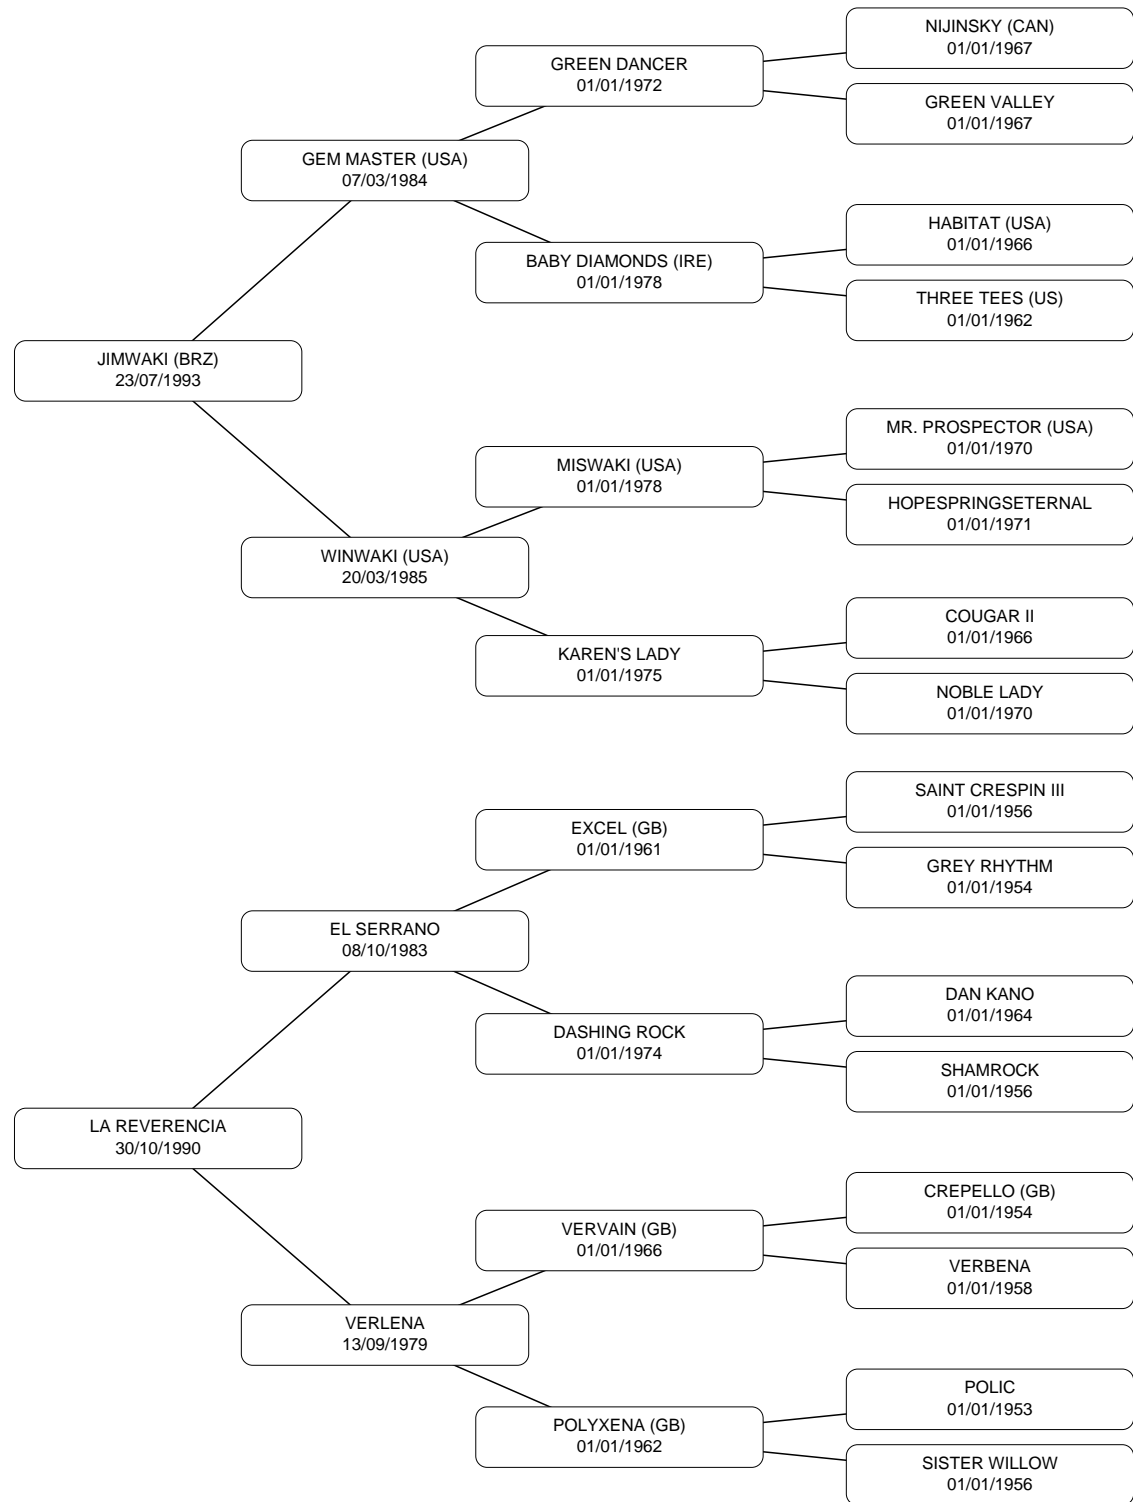 NIJINSKY (CAN)
01/01/1967
GREEN DANCER
01/01/1972
GREEN VALLEY
01/01/1967
GEM MASTER (USA)
07/03/1984
HABITAT (USA)
01/01/1966
BABY DIAMONDS (IRE)
01/01/1978
THREE TEES (US)
01/01/1962
JIMWAKI (BRZ)
23/07/1993
MR. PROSPECTOR (USA)
01/01/1970
MISWAKI (USA)
01/01/1978
HOPESPRINGSETERNAL
01/01/1971
WINWAKI (USA)
20/03/1985
COUGAR II
01/01/1966
KAREN'S LADY
01/01/1975
NOBLE LADY
01/01/1970
SAINT CRESPIN III
01/01/1956
EXCEL (GB)
01/01/1961
GREY RHYTHM
01/01/1954
EL SERRANO
08/10/1983
DAN KANO
01/01/1964
DASHING ROCK
01/01/1974
SHAMROCK
01/01/1956
LA REVERENCIA
30/10/1990
CREPELLO (GB)
01/01/1954
VERVAIN (GB)
01/01/1966
VERBENA
01/01/1958
VERLENA
13/09/1979
POLIC
01/01/1953
POLYXENA (GB)
01/01/1962
SISTER WILLOW
01/01/1956